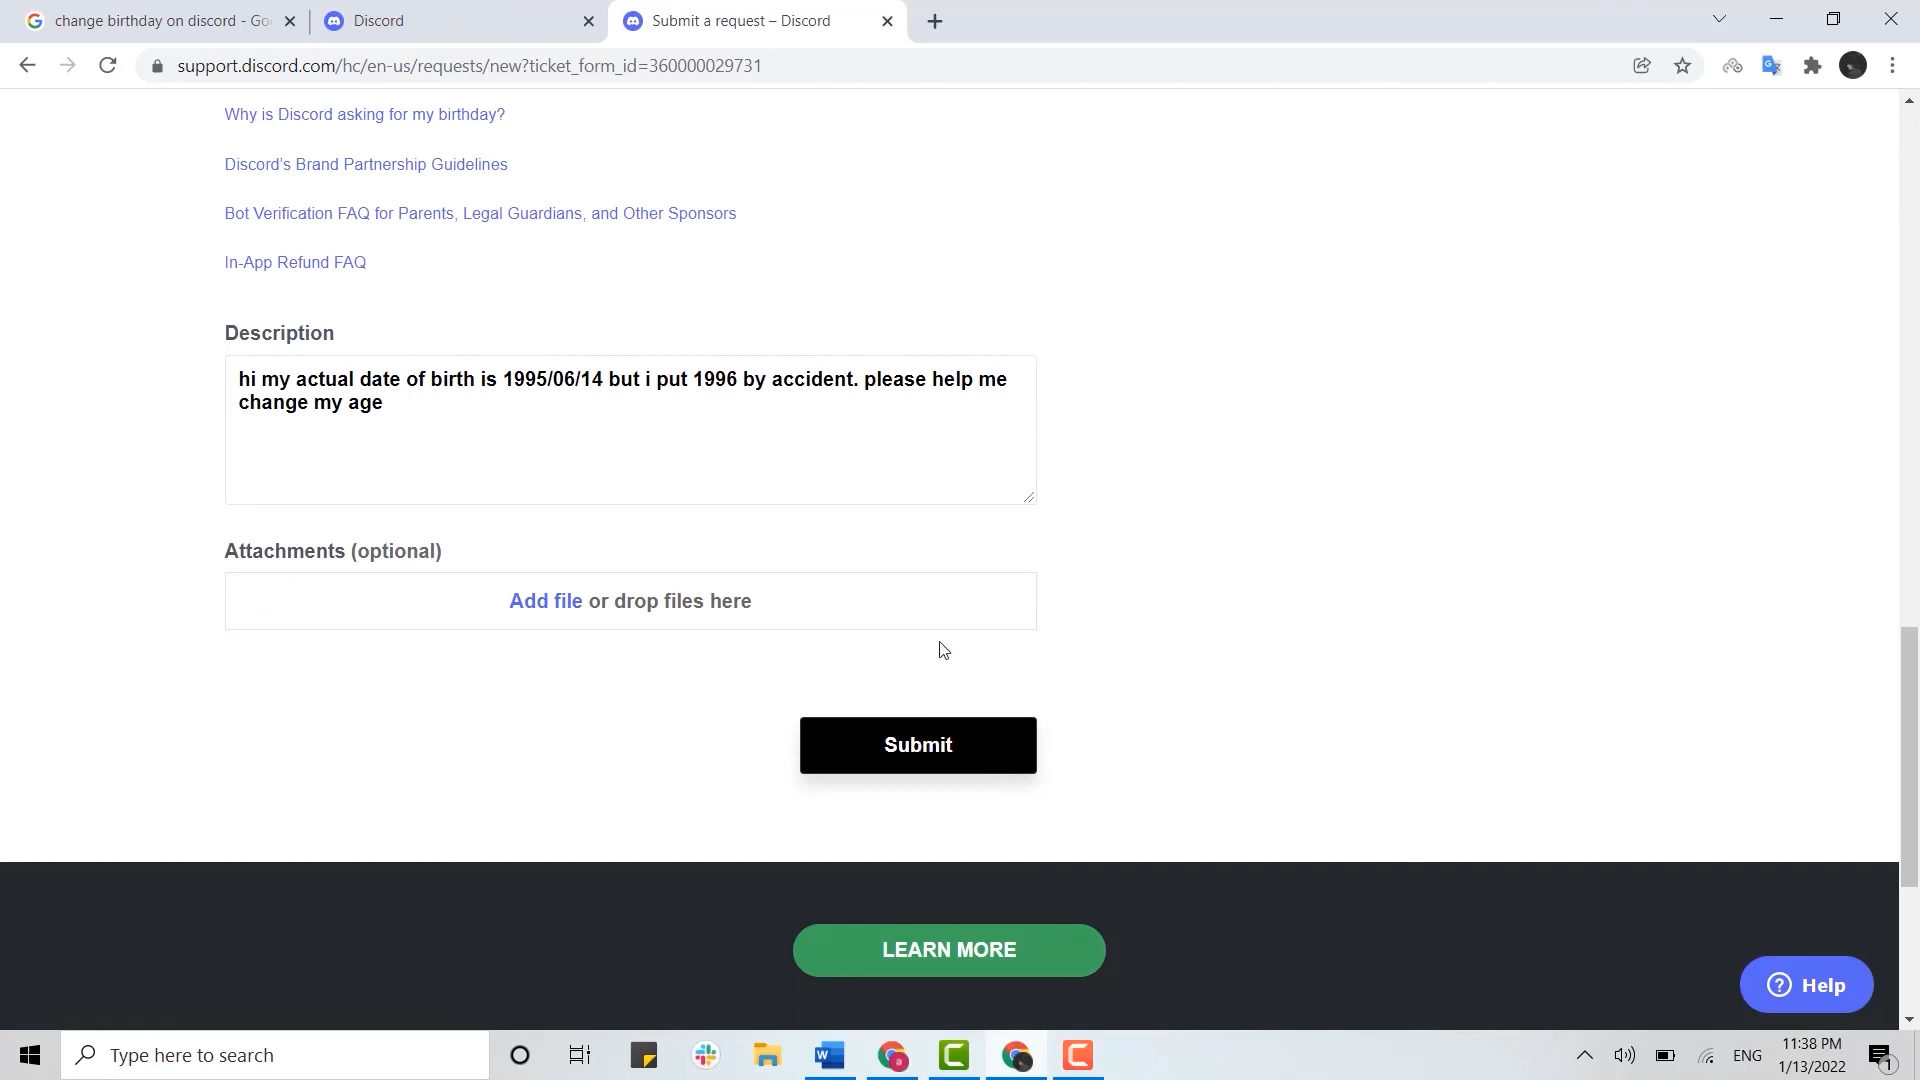 change birthday on discord - Go
Discord
Submit a request – Discord
support.discord.com/hc/en-us/requests/new?ticket_form_id=360000029731
Why is Discord asking for my birthday?
Discord's Brand Partnership Guidelines
Bot Verification FAQ for Parents, Legal Guardians, and Other Sponsors
In-App Refund FAQ
Description
hi my actual date of birth is 1995/06/14 but i put 1996 by accident. please help me
change my age
Attachments (optional)
Add file or drop files here
Submit
LEARN MORE
Help
Type here to search
ENG
11:38 PM
1/13/2022
1